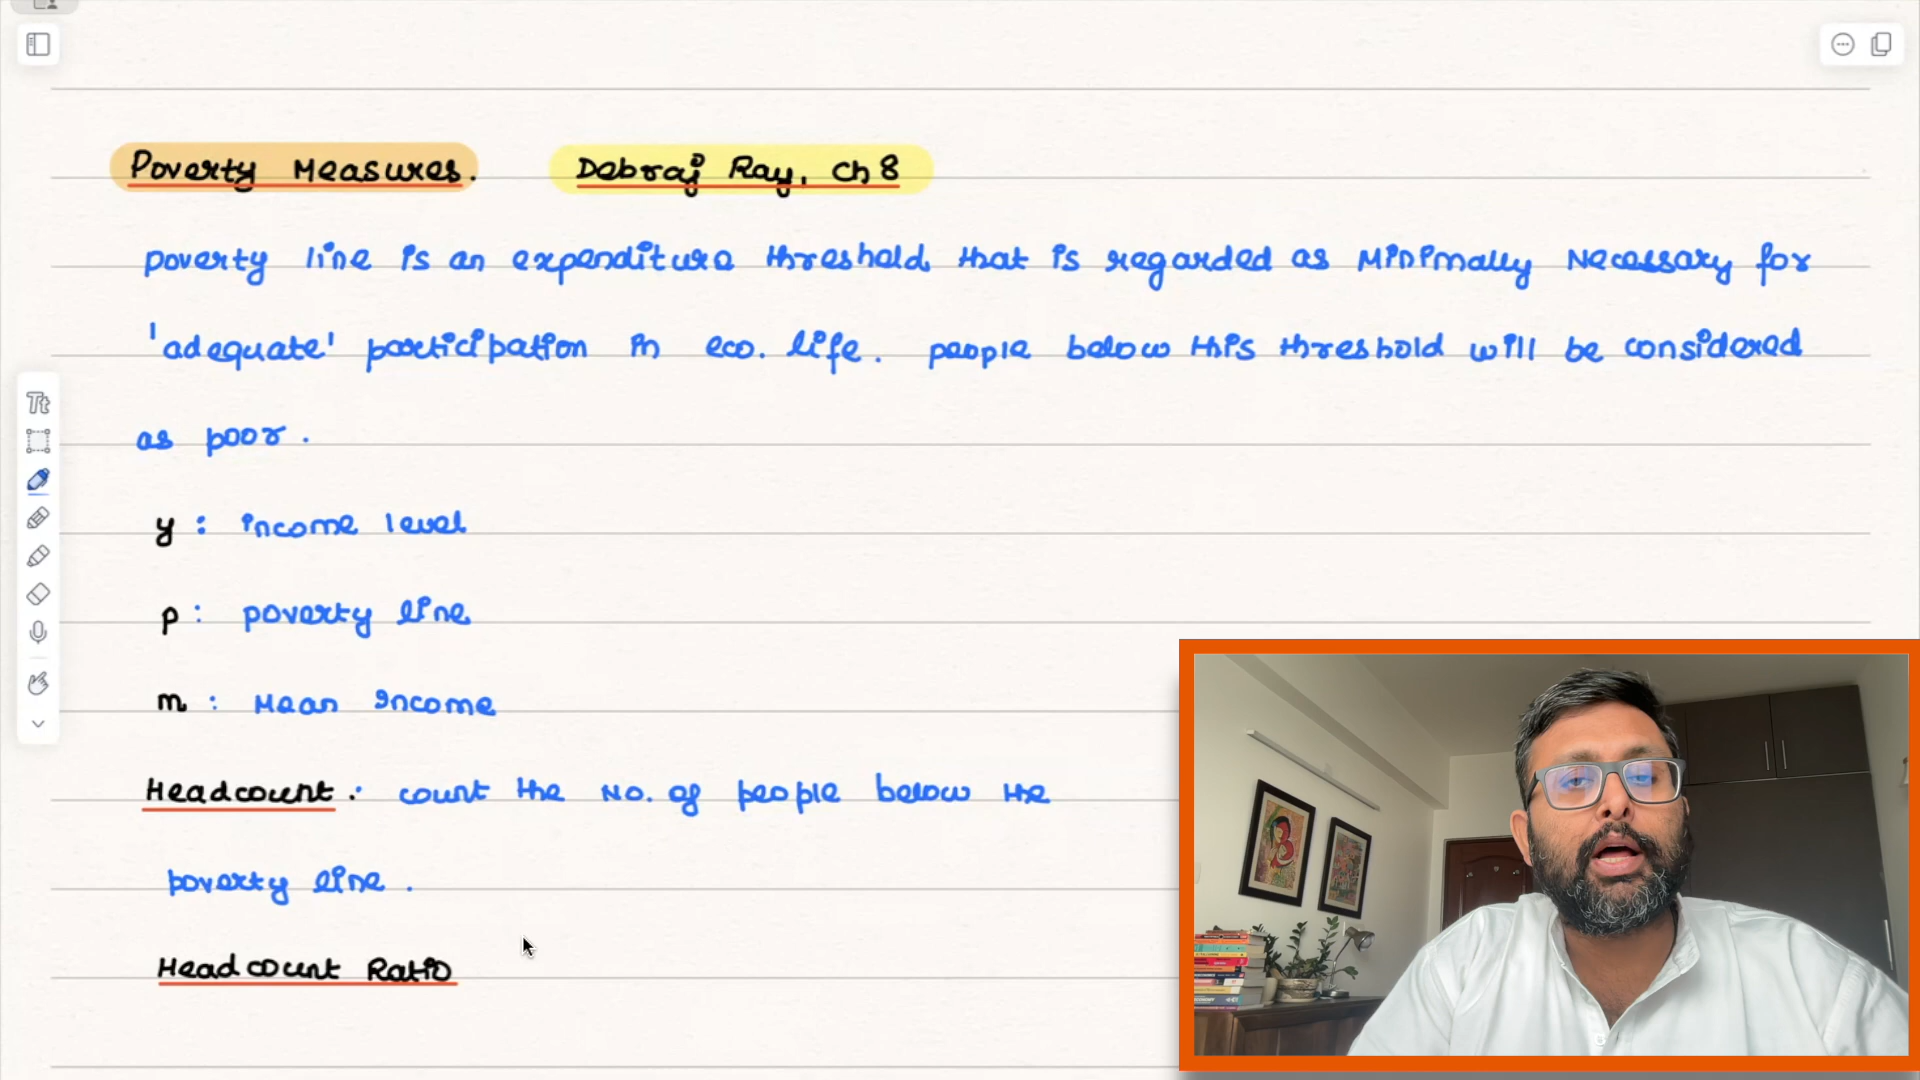 Poverty Measures. Debraj Ray, Ch 8
poverty line is an expenditure threshold that is regarded as minimally necessary for
'adequate' participation in eco. life. people below this threshold will be considered
as poor.
y : income level
p : poverty line
m : Mean Income
Headcount : count the No. of people below the
poverty line.
Headcount Ratio
Tt